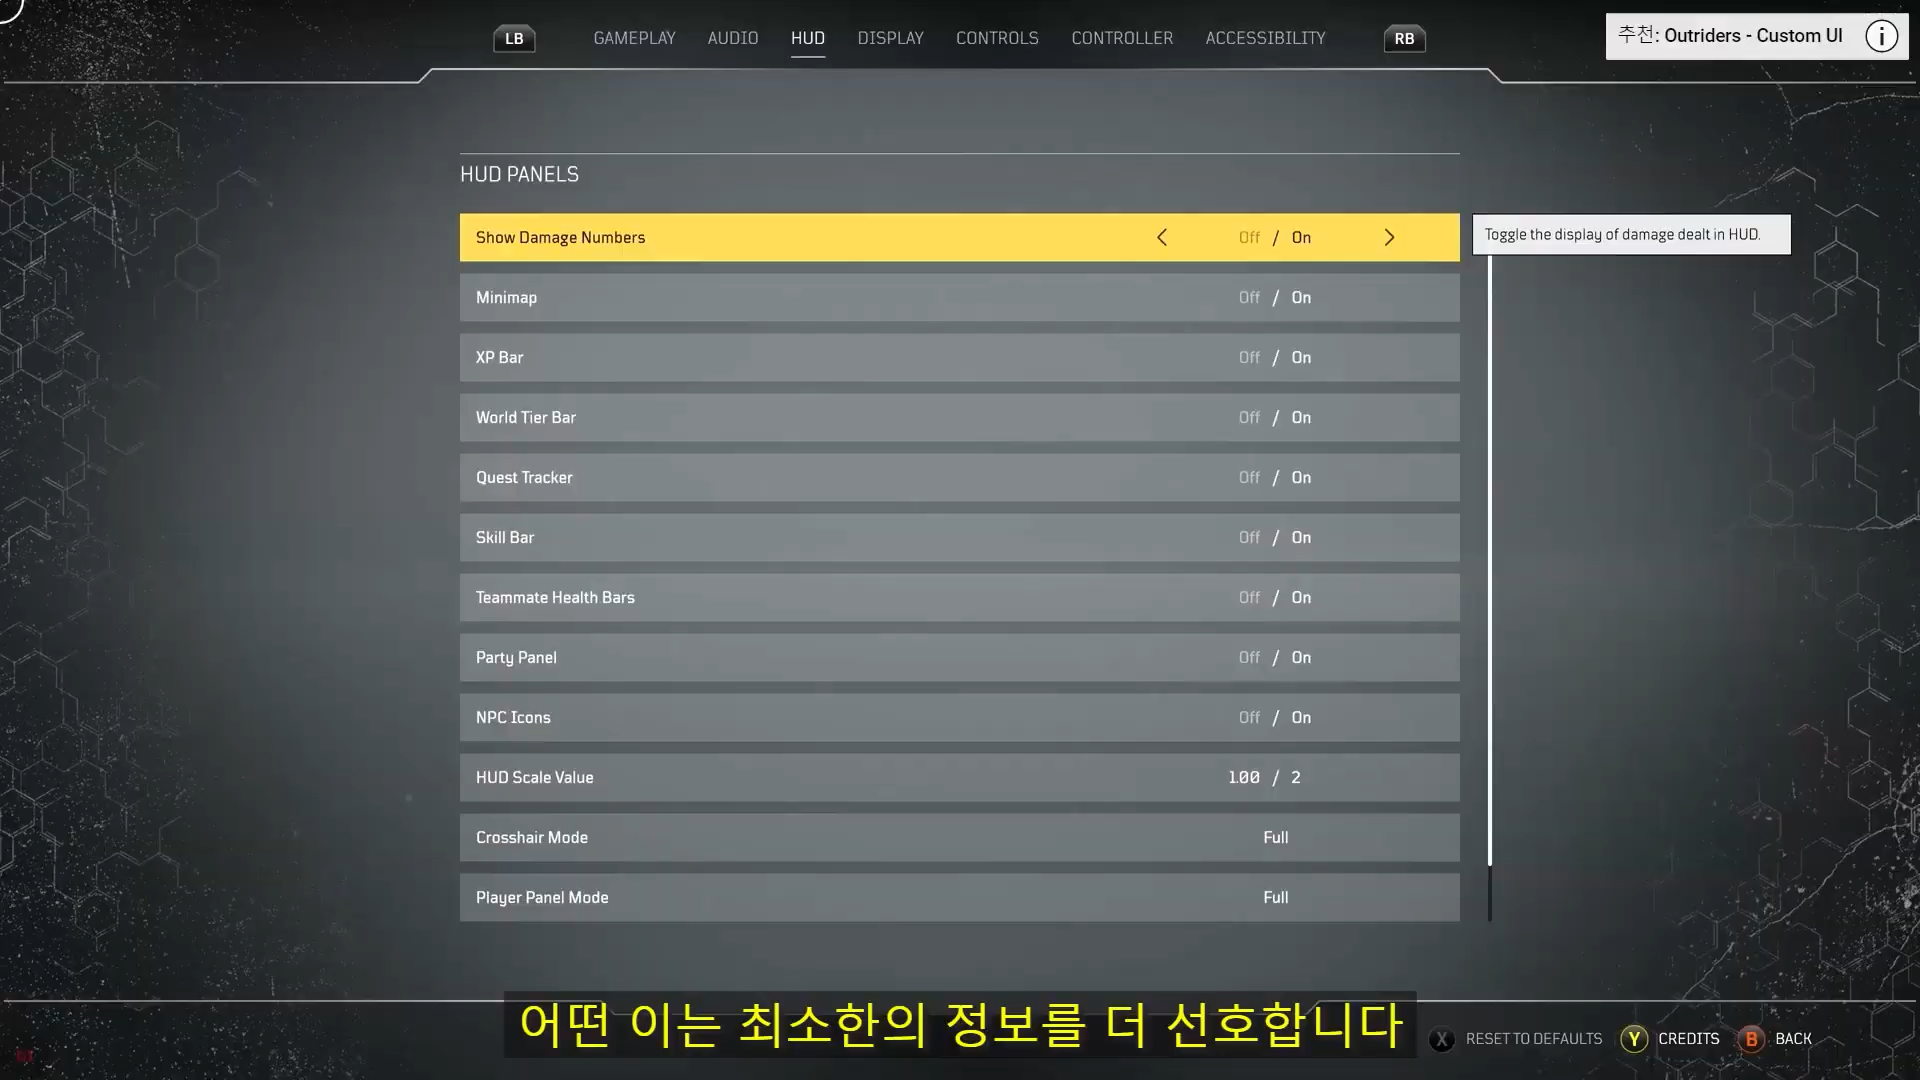 LB GAMEPLAY AUDIO HUD DISPLAY CONTROLS CONTROLLER ACCESSIBILITY RB
추천: Outriders - Custom UI
HUD PANELS
Show Damage Numbers Off / On
Toggle the display of damage dealt in HUD.
Minimap Off / On
XP Bar Off / On
World Tier Bar Off / On
Quest Tracker Off / On
Skill Bar Off / On
Teammate Health Bars Off / On
Party Panel Off / On
NPC Icons Off / On
HUD Scale Value 1.00 / 2
Crosshair Mode Full
Player Panel Mode Full
어떤 이는 최소한의 정보를 더 선호합니다
X RESET TO DEFAULTS Y CREDITS B BACK